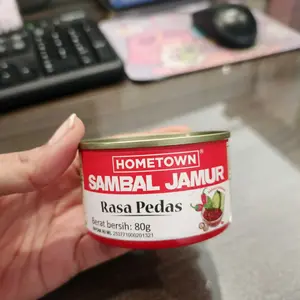 HOMETOWN®
SAMBAL JAMUR
Rasa Pedas
Berat bersih: 80g